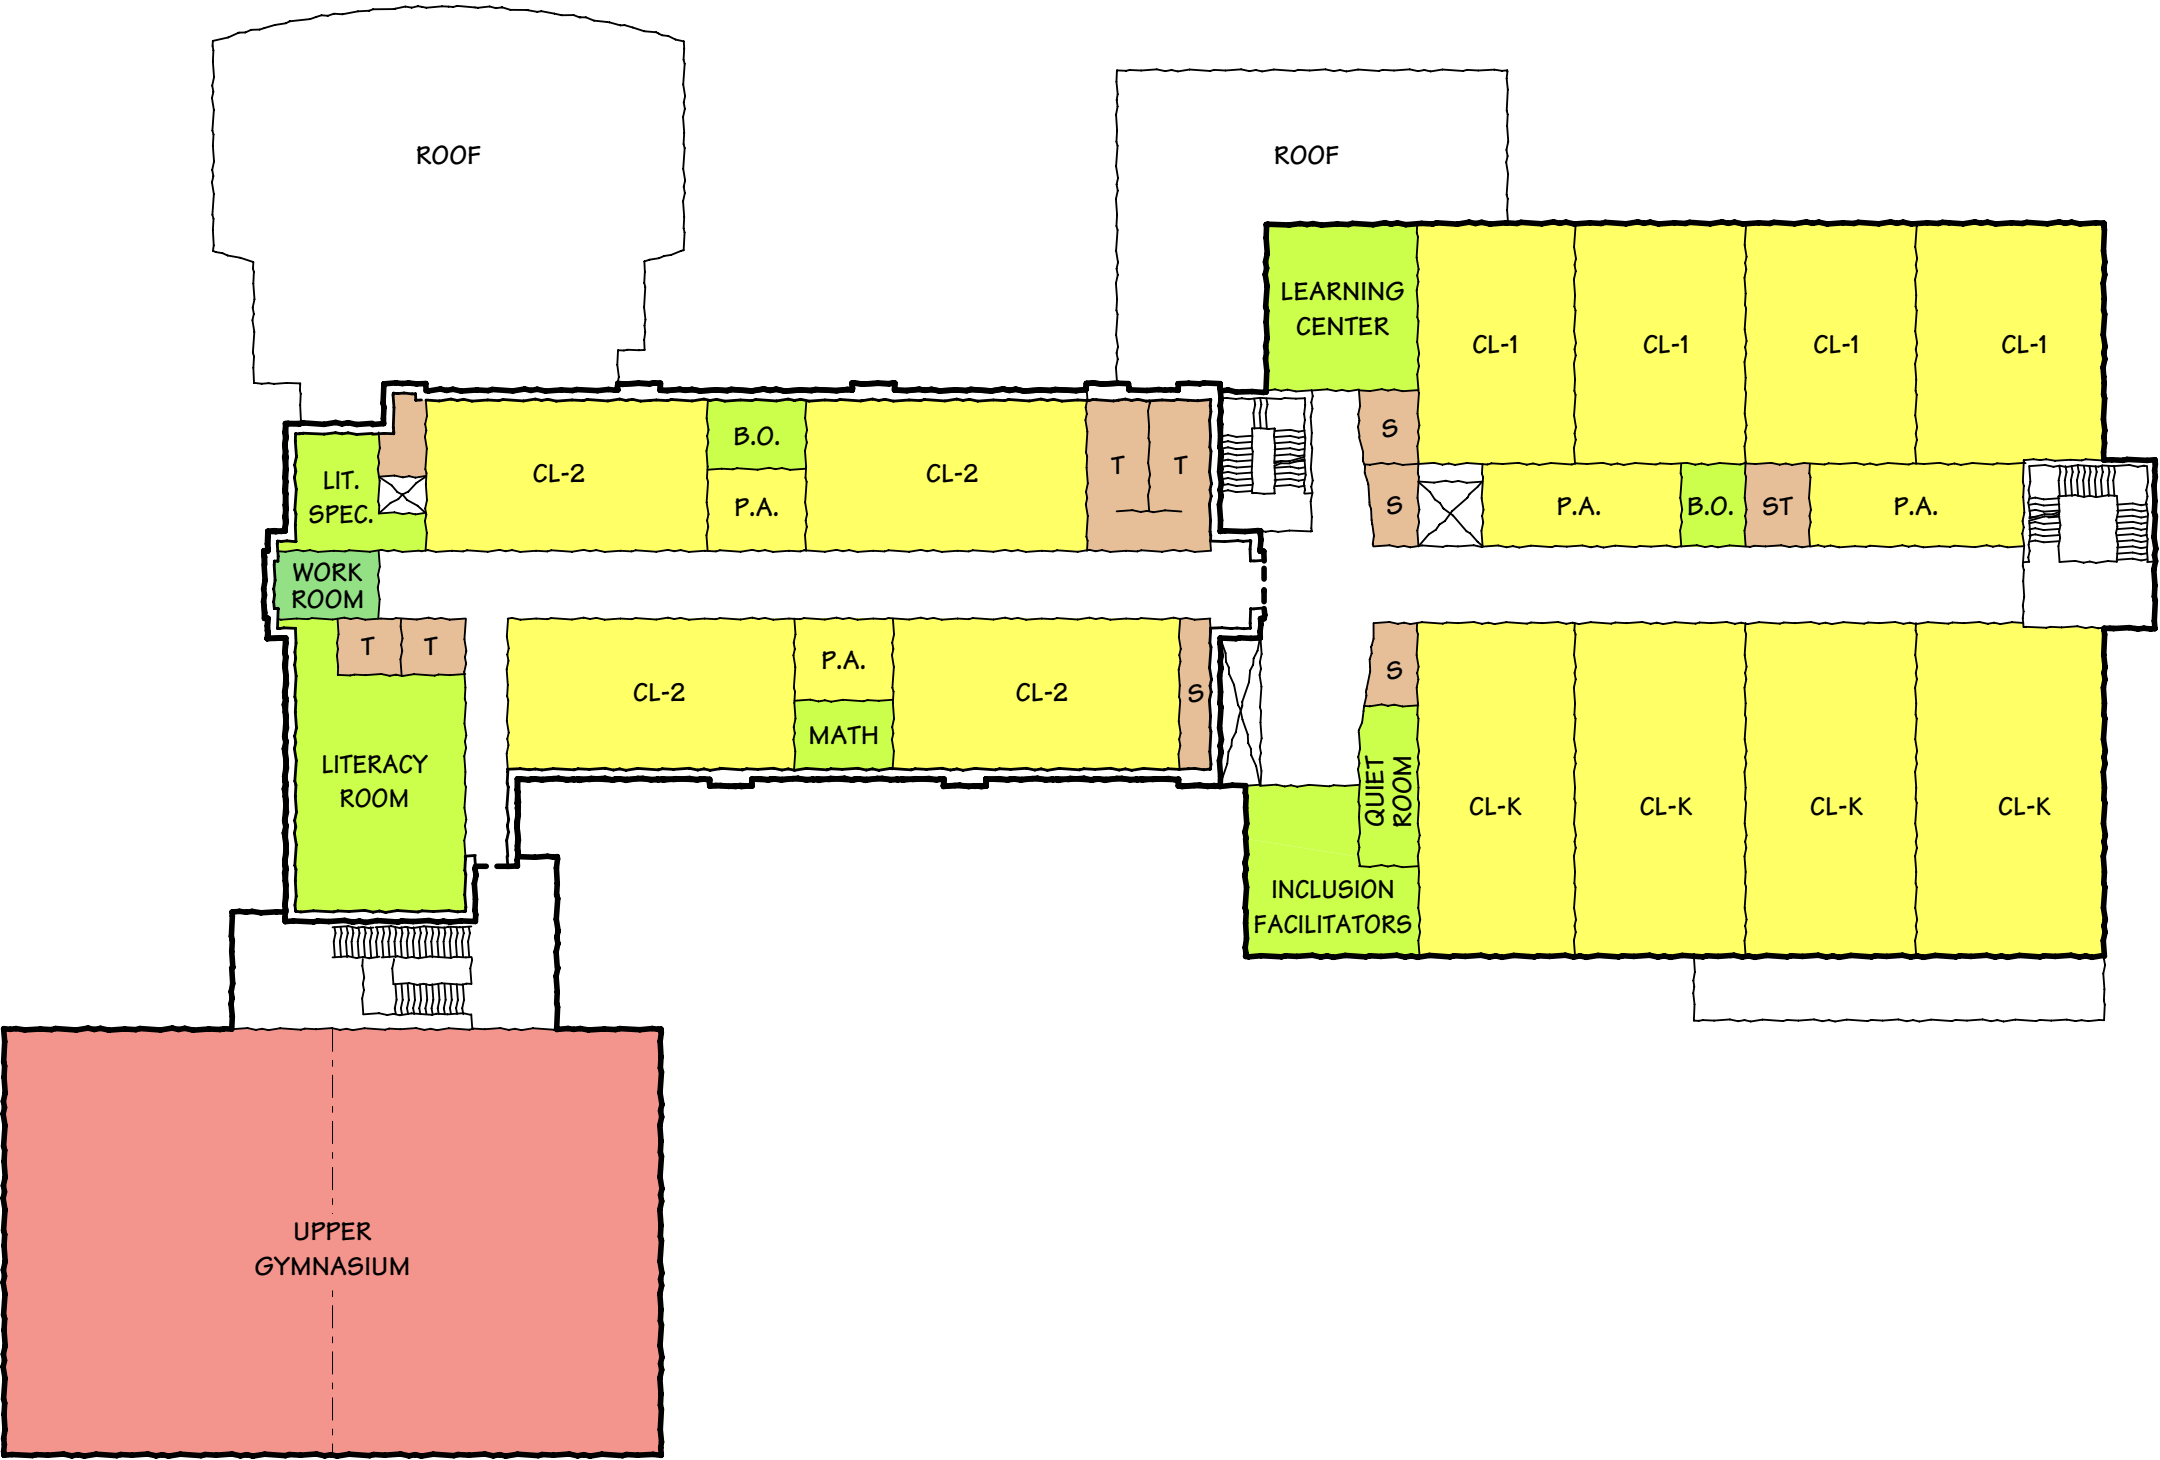 ROOF
ROOF
LEARNING
CENTER
CL-1
CL-1
CL-1
CL-1
S
B.O.
T
T
CL-2
CL-2
LIT.
SPEC.
P.A.
S
P.A.
B.O.
ST
P.A.
WORK
ROOM
T
T
P.A.
S
CL-2
CL-2
S
MATH
LITERACY
ROOM
QUIET
ROOM
CL-K
CL-K
CL-K
CL-K
INCLUSION
FACILITATORS
UPPER
GYMNASIUM